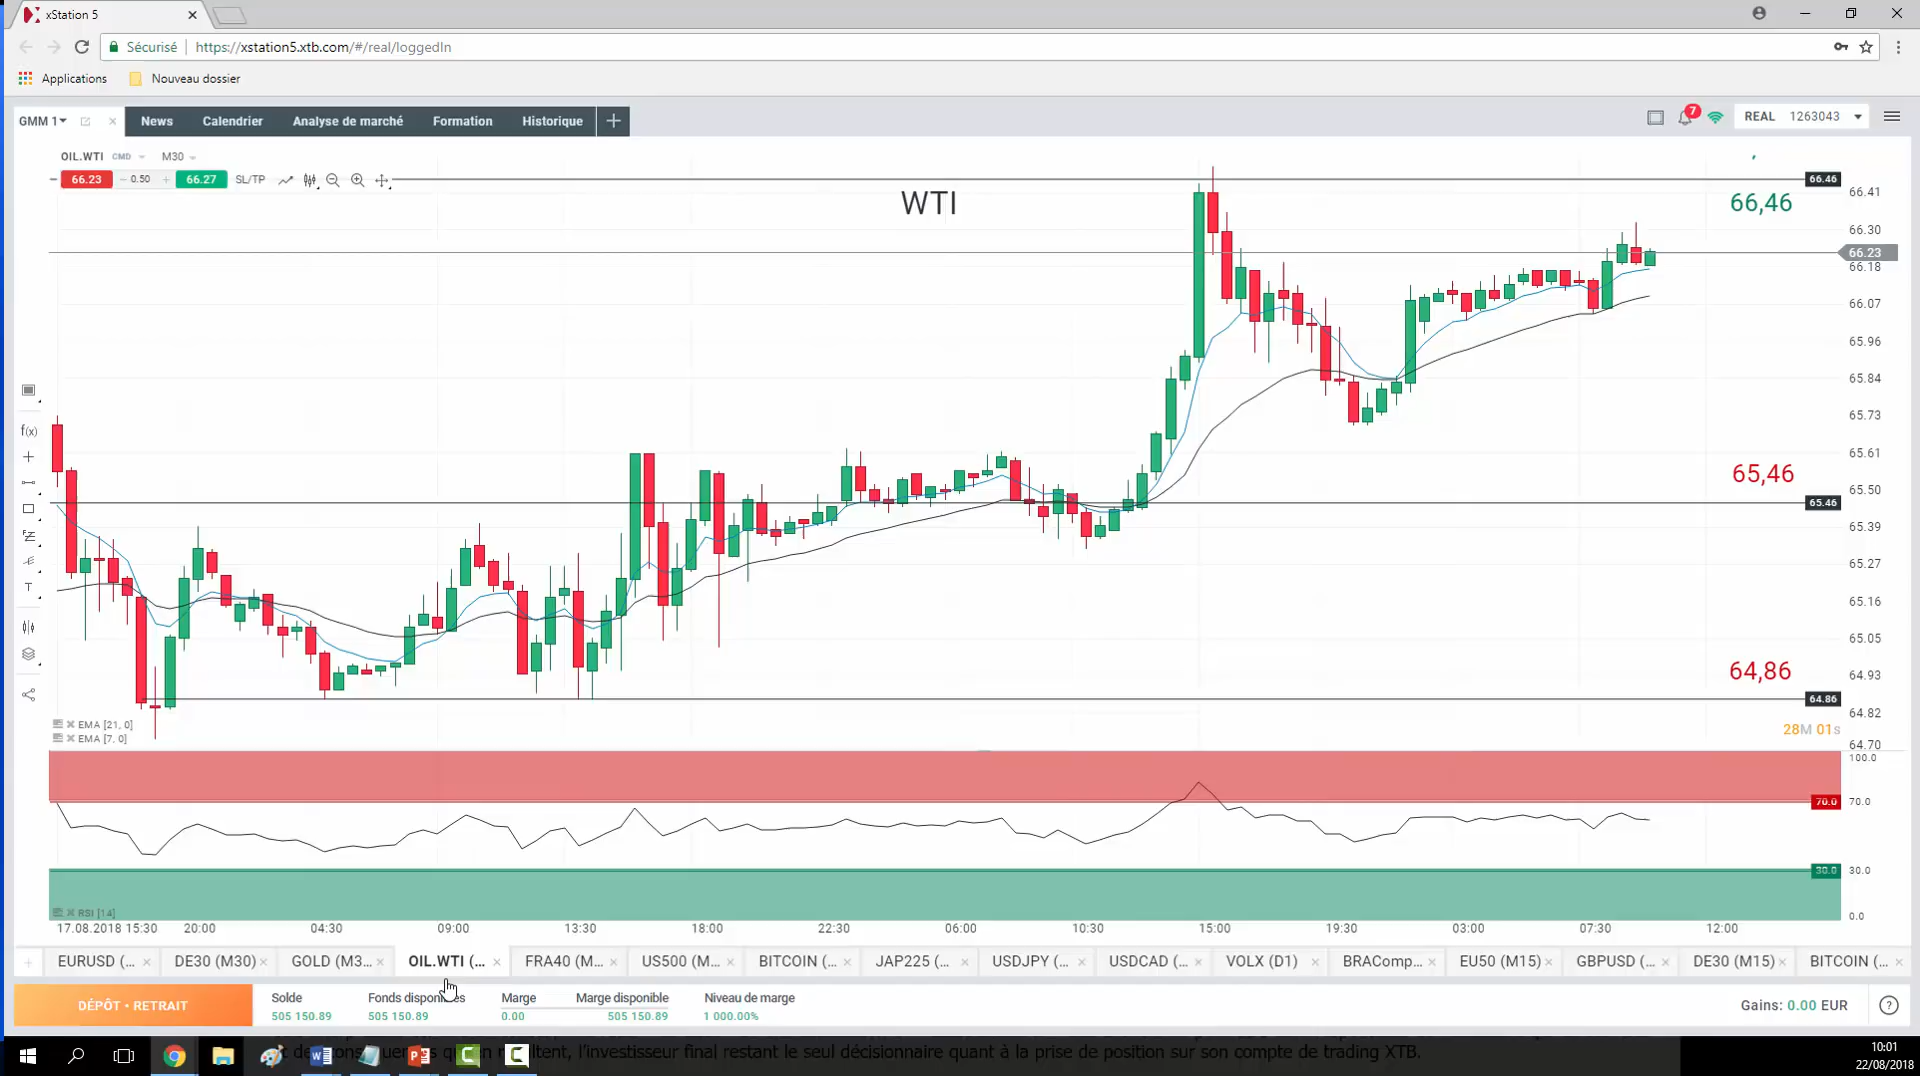 xStation 5
Sécurisé https://xstation5.xtb.com/#/real/loggedIn
Applications Nouveau dossier
GMM 1 News Calendrier Analyse de marché Formation Historique 7 REAL 1263043
OIL.WTI CMD M30
66.23 0.50 66.27 SL/TP
WTI
66.46
66.41
66,46
66.30
66.23
66.18
66.07
65.96
65.84
65.73
65.61
65,46
65.50
65.46
65.39
65.27
65.16
65.05
64,86
64.93
64.86
64.82
EMA [21, 0]
28M 01s
EMA [7, 0]
64.70
100.0
70.0 70.0
30.0 30.0
RSI [14]
0.0
17.08.2018 15:30 20:00 04:30 09:00 13:30 18:00 22:30 06:00 10:30 15:00 19:30 03:00 07:30 12:00
EURUSD (... DE30 (M30) GOLD (M3... OIL.WTI (... FRA40 (M... US500 (M... BITCOIN (... JAP225 (... USDJPY (... USDCAD (... VOLX (D1) BRAComp... EU50 (M15) GBPUSD (... DE30 (M15) BITCOIN (...
DÉPÔT • RETRAIT
Solde Fonds disponibles Marge Marge disponible Niveau de marge
505 150.89 505 150.89 0.00 505 150.89 1 000.00%
Gains: 0.00 EUR
l'investisseur final restant le seul décisionnaire quant à la prise de position sur son compte de trading XTB.
10:01
22/08/2018